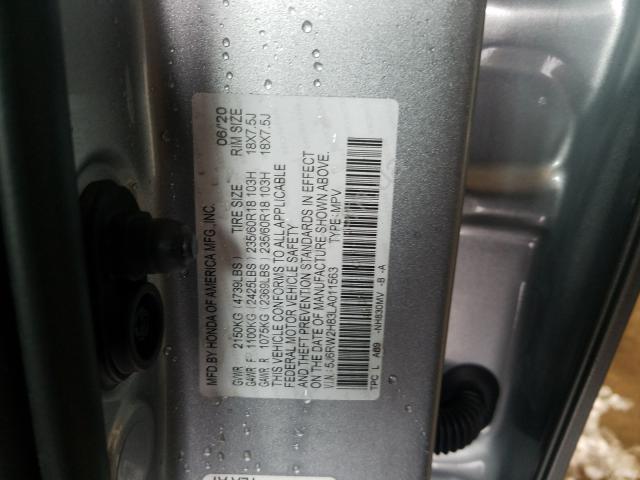 MFD.BY HONDA OF AMERICA MFG.,INC. 06/20
GVWR 2150KG (4739LBS) TIRE SIZE RIM SIZE
GAWR F 1100KG (2425LBS) 235/60R18 103H 18X7.5J
GAWR R 1075KG (2369LBS) 235/60R18 103H 18X7.5J
THIS VEHICLE CONFORMS TO ALL APPLICABLE
FEDERAL MOTOR VEHICLE SAFETY
AND THEFT PREVENTION STANDARDS IN EFFECT
ON DATE OF MANUFACTURE SHOWN ABOVE.
V.I.N.: 5J6RW2H83LA011563 TYPE:MPV
TPC L A09 -NH830MV -B -A